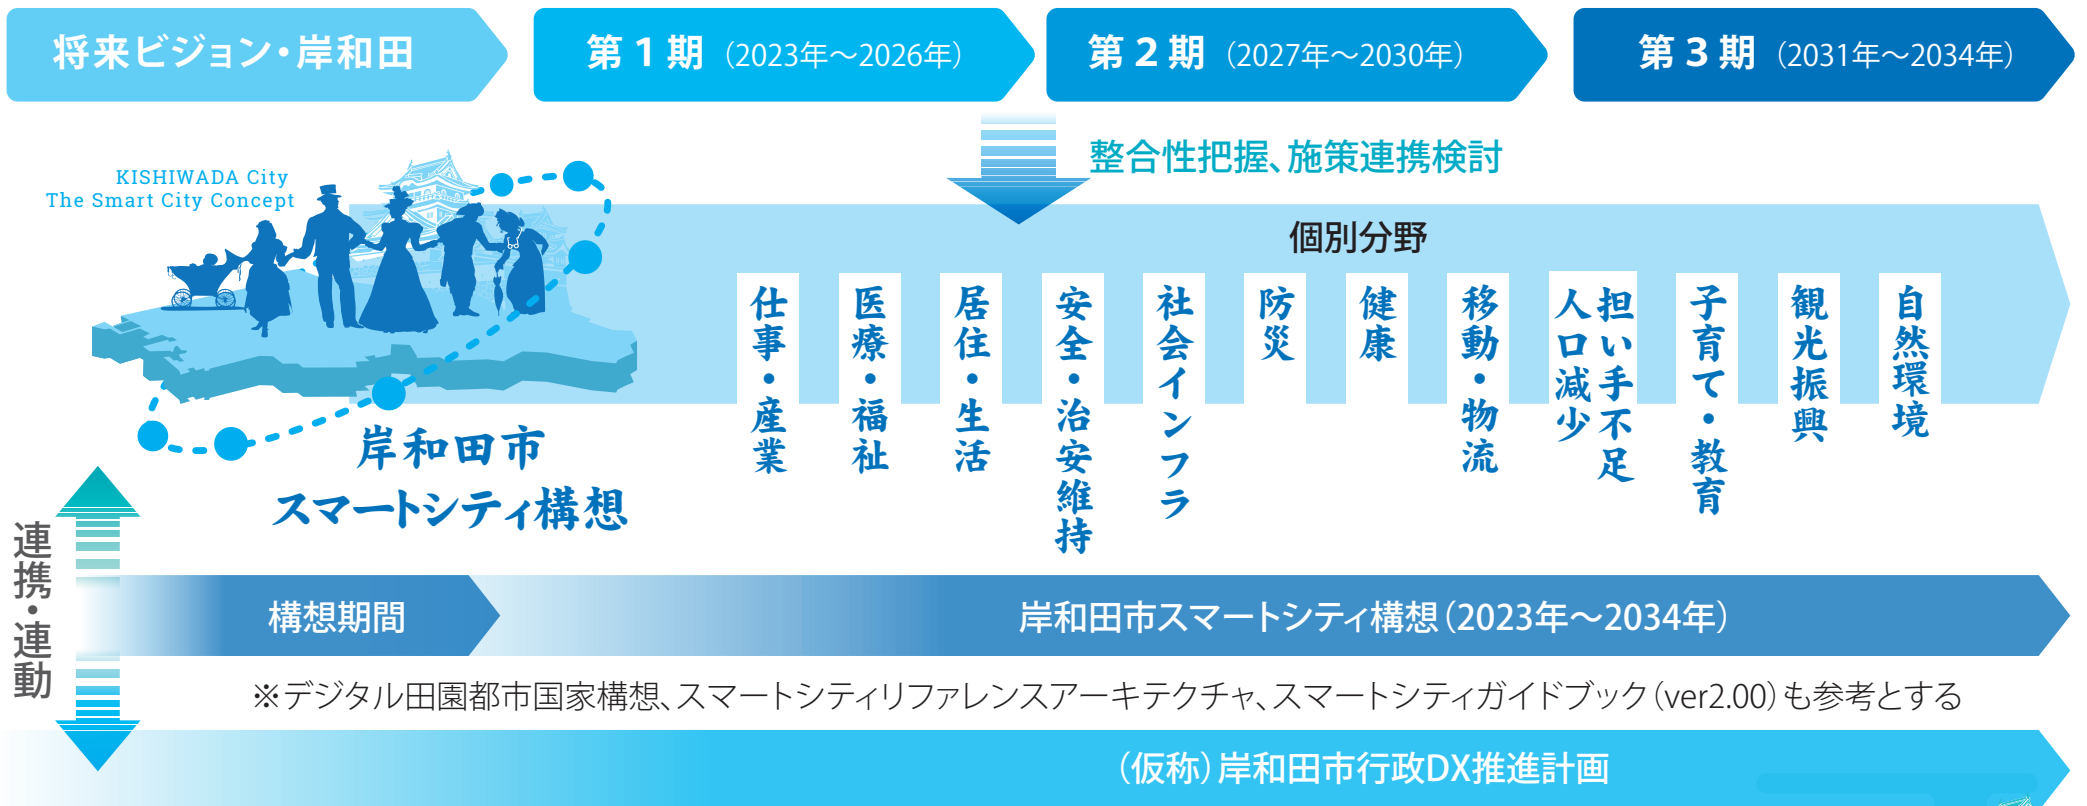 将来ビジョン・岸和田
第1期（2023年～2026年）
第2期（2027年～2030年）
第3期（2031年～2034年）
整合性把握、施策連携検討
KISHIWADA City
The Smart City Concept
個別分野
仕事・産業
医療・福祉
居住・生活
安全・治安維持
社会インフラ
防災
健康
移動・物流
担い手不足
人口減少
子育て・教育
観光振興
自然環境
岸和田市
スマートシティ構想
連携・連動
構想期間
岸和田市スマートシティ構想（2023年～2034年）
※デジタル田園都市国家構想、スマートシティリファレンスアーキテクチャ、スマートシティガイドブック（ver2.00）も参考とする
（仮称）岸和田市行政DX推進計画